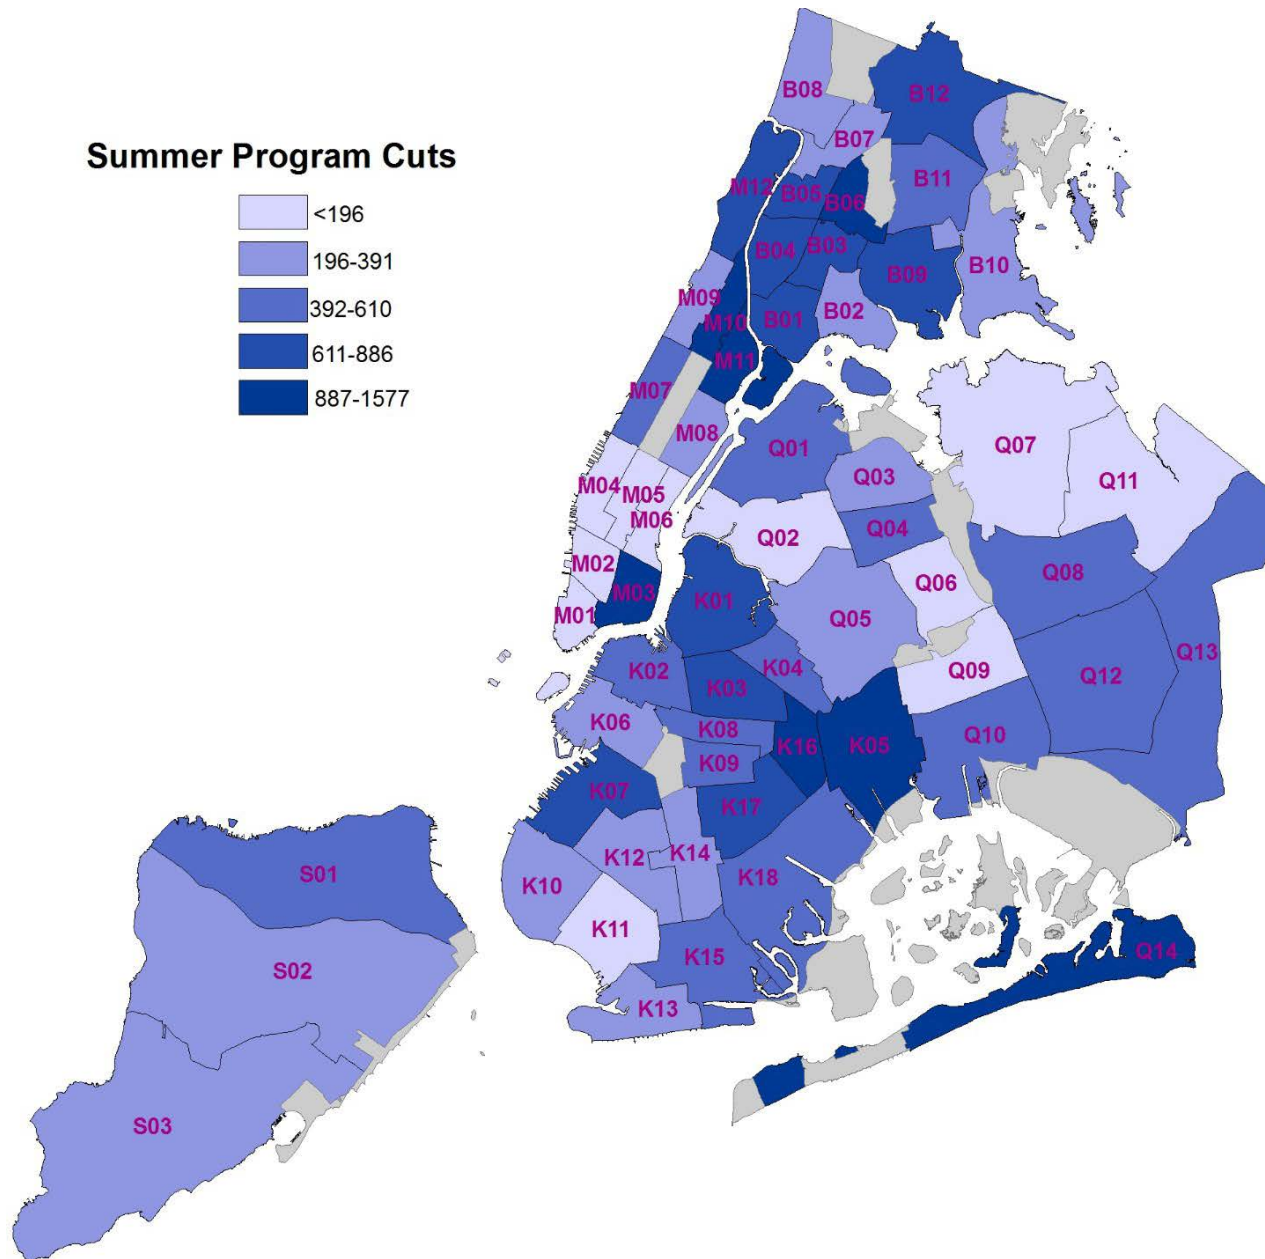 Summer Program Cuts
<196
196-391
392-610
611-886
887-1577
B08
B12
B07
M12
B05
B06
B11
B04
B03
B09
B10
M09
M10
B01
B02
M11
M07
M08
Q01
Q07
Q03
Q11
M04
M05
M06
Q04
Q02
M02
Q06
Q08
M03
K01
M01
Q05
Q13
K02
K04
Q09
Q12
K03
K06
K08
K16
K05
Q10
K09
K07
K17
K12
K14
S01
K10
K18
K11
K15
Q14
S02
K13
S03